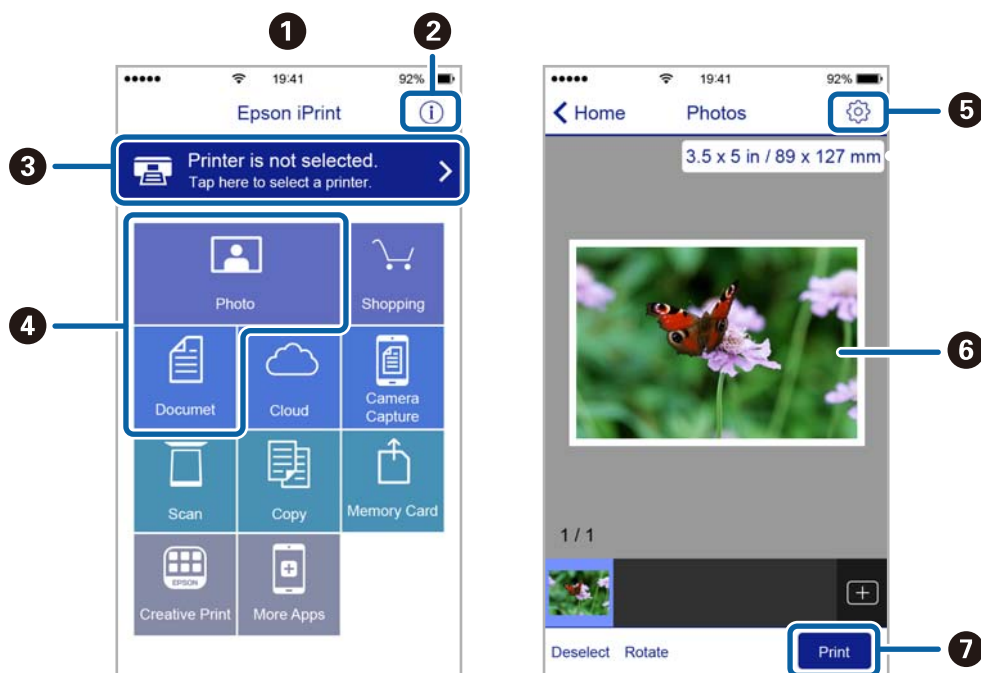 1
2
19:41
92%
Epson iPrint
i
3
Printer is not selected.
Tap here to select a printer.
4
Photo
Shopping
Documet
Cloud
Camera
Capture
Scan
Copy
Memory Card
EPSON
Creative Print
More Apps
19:41
92%
Home
Photos
5
3.5 x 5 in / 89 x 127 mm
6
1 / 1
Deselect
Rotate
Print
7